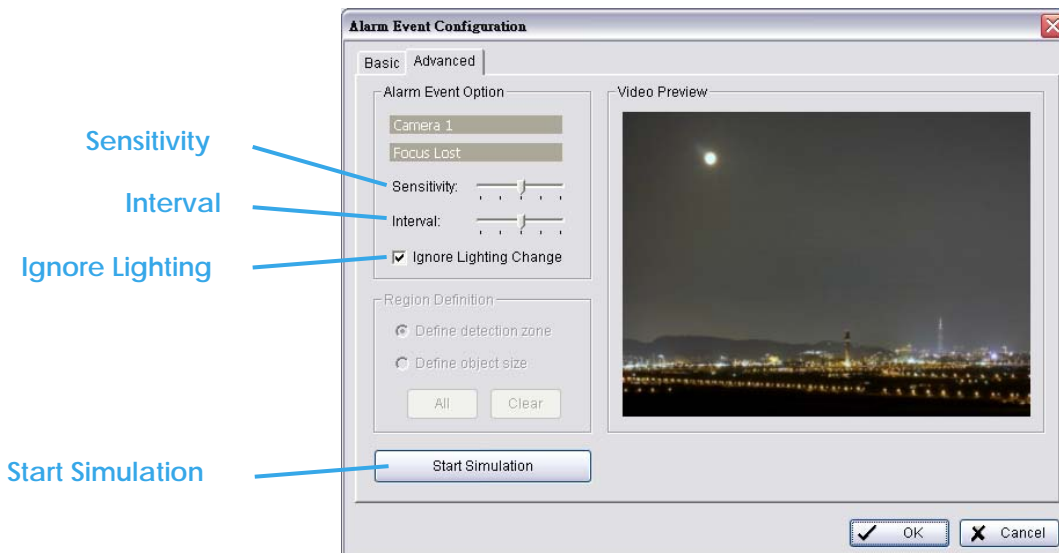 Alarm Event Configuration
Basic
Advanced
Alarm Event Option
Camera 1
Focus Lost
Sensitivity:
Interval:
Ignore Lighting Change
Region Definition
Define detection zone
Define object size
All
Clear
Start Simulation
Video Preview
OK
Cancel
Sensitivity
Interval
Ignore Lighting
Start Simulation